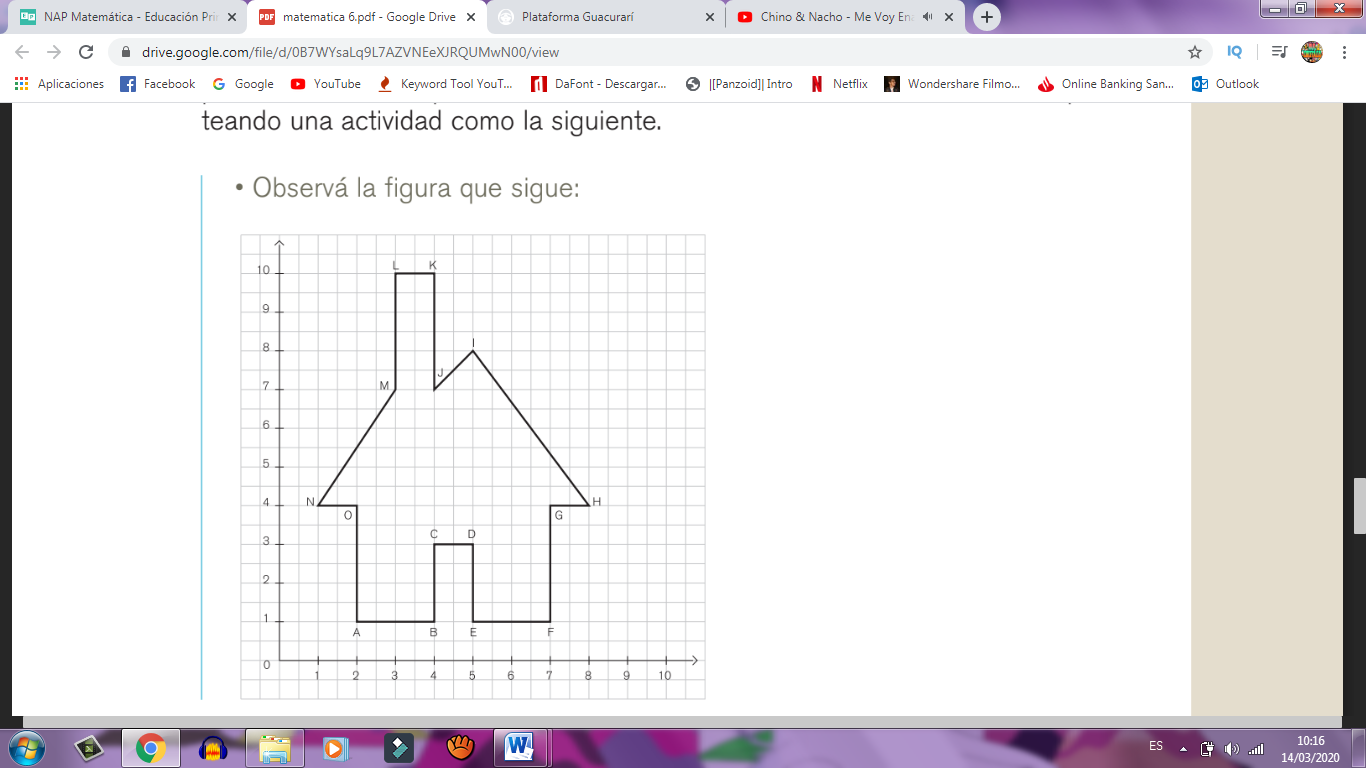 NAP Matemática - Educación Pri
matematica 6.pdf - Google Drive
Plataforma Guacurarí
Chino & Nacho - Me Voy Ena
drive.google.com/file/d/0B7WYsaLq9L7AZVNEeXJRQUMwN00/view
Aplicaciones
Facebook
Google
YouTube
Keyword Tool YouT...
DaFont - Descargar...
|[Panzoid]| Intro
Netflix
Wondershare Filmo...
Online Banking San...
Outlook
teando una actividad como la siguiente.
• Observá la figura que sigue:
10
L K
9
8
I
7
M J
6
5
4
N H
O G
3
C D
2
1
A B E F
0
1 2 3 4 5 6 7 8 9 10
ES
10:16
14/03/2020